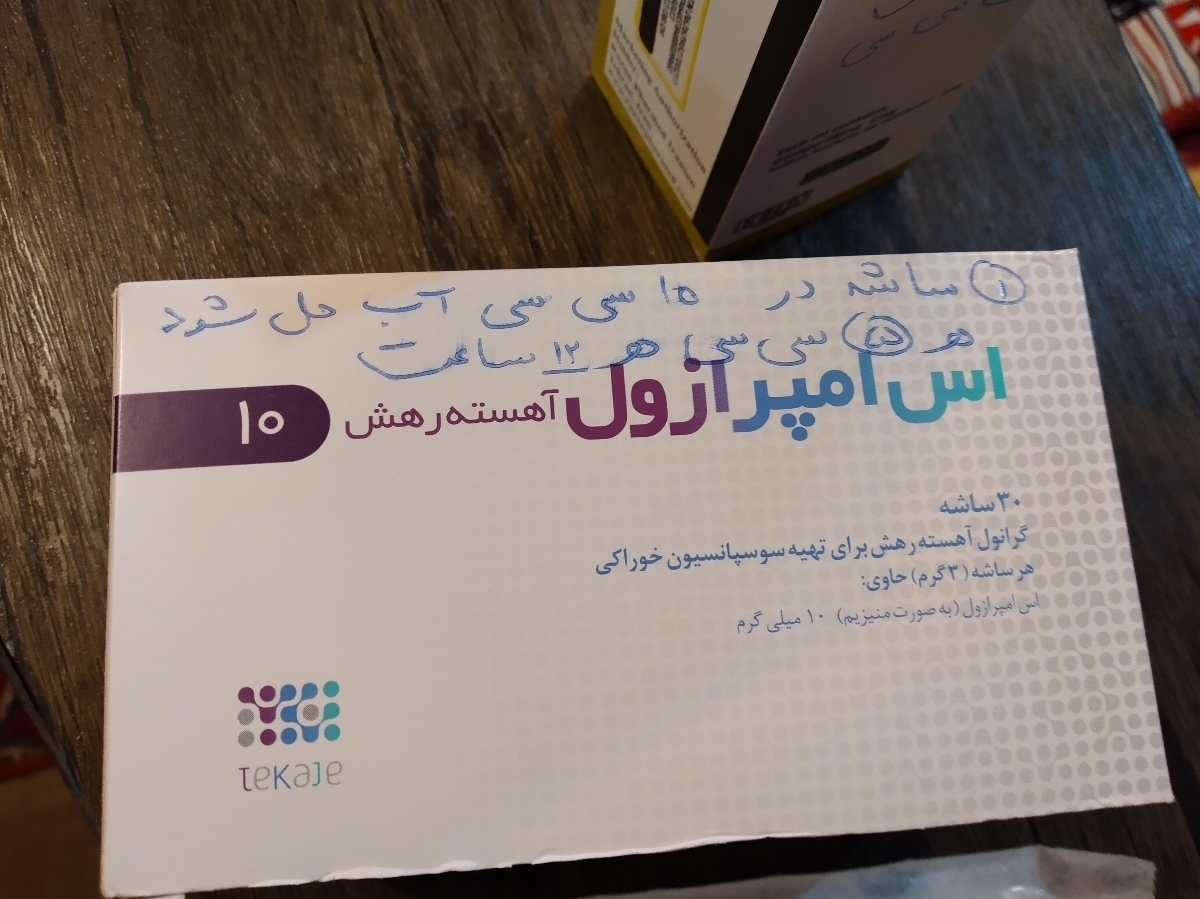 Marketing Authorization
۱ ساشه در ۱۵ سی سی آب حل شود
سی سی هر ۱۲ ساعت
اس امپرازول آهسته رهش ۱۰
۳۰ ساشه
گرانول آهسته رهش برای تهیه سوسپانسیون خوراکی
هر ساشه (۳ گرم) حاوی:
اس امپرازول (به صورت منیزیم) ۱۰ میلی گرم
Tekaje